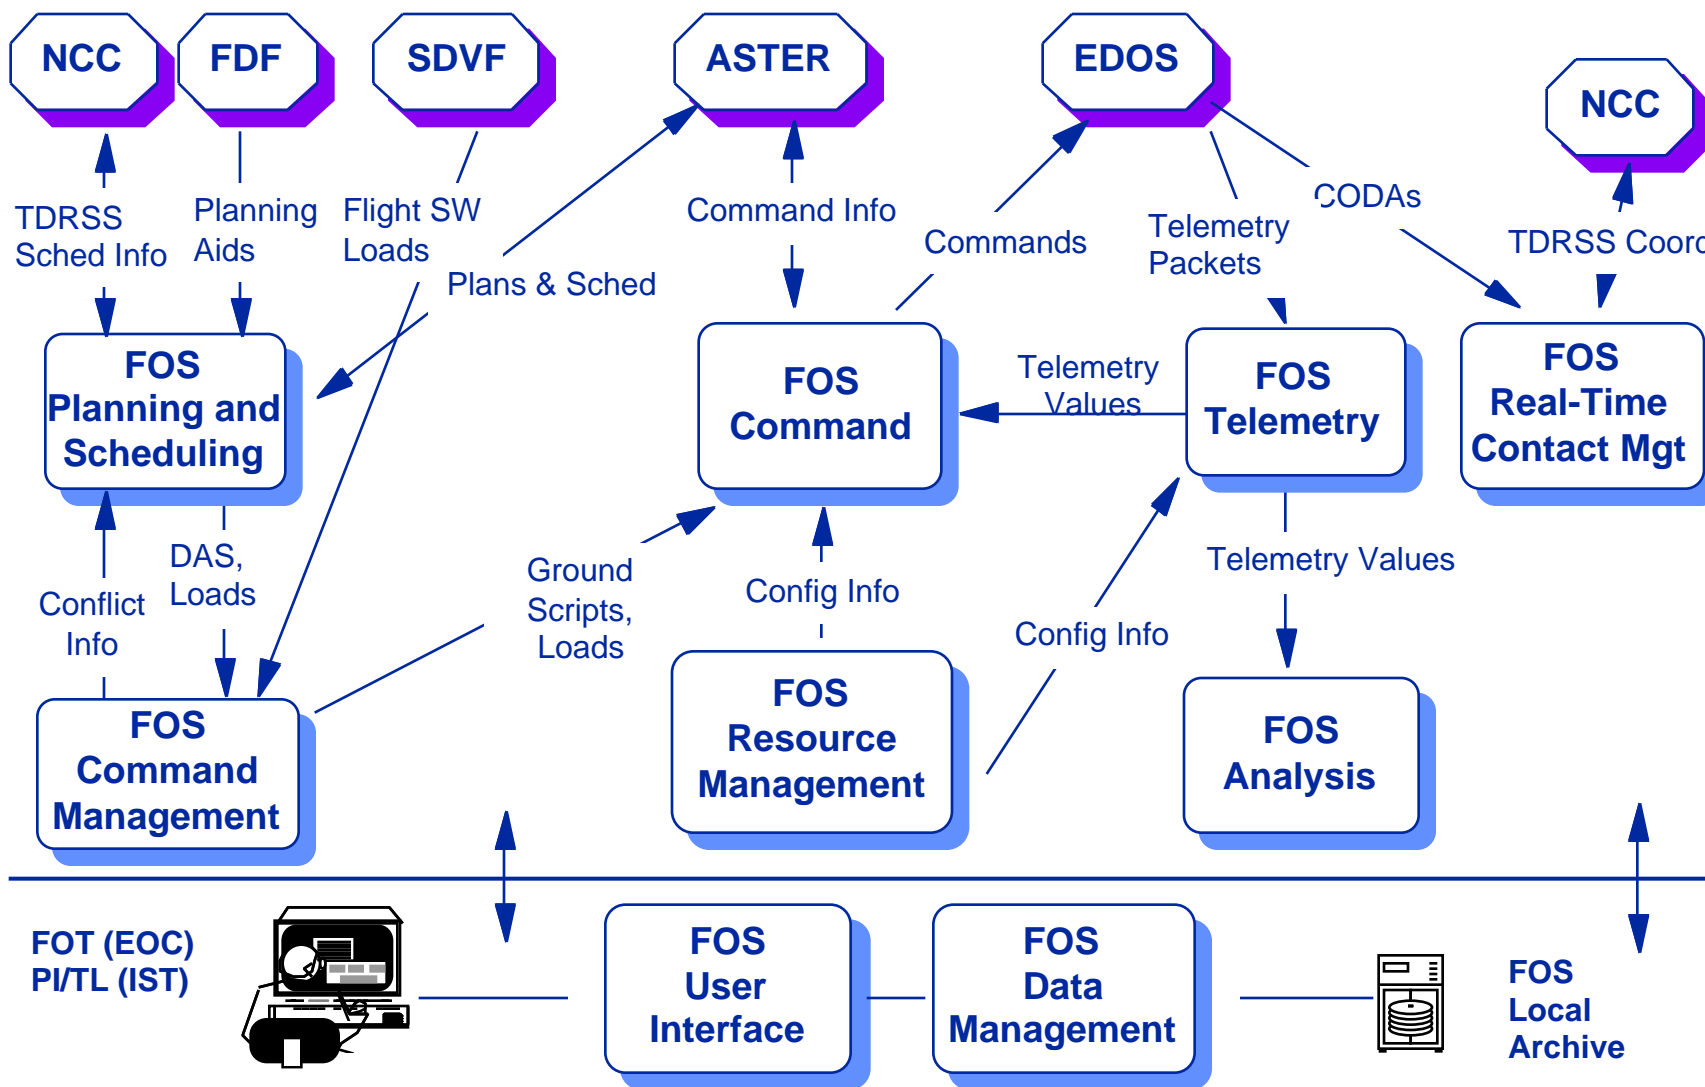 NCC
FDF
SDVF
ASTER
EDOS
NCC
TDRSS
Sched Info
Planning
Aids
Flight SW
Loads
Plans & Sched
Command Info
Commands
Telemetry
Packets
CODAs
TDRSS Coord
FOS
Planning and
Scheduling
FOS
Command
Telemetry
Values
FOS
Telemetry
FOS
Real-Time
Contact Mgt
Conflict
Info
DAS,
Loads
Ground
Scripts,
Loads
Config Info
Config Info
Telemetry Values
FOS
Command
Management
FOS
Resource
Management
FOS
Analysis
FOT (EOC)
PI/TL (IST)
FOS
User
Interface
FOS
Data
Management
FOS
Local
Archive